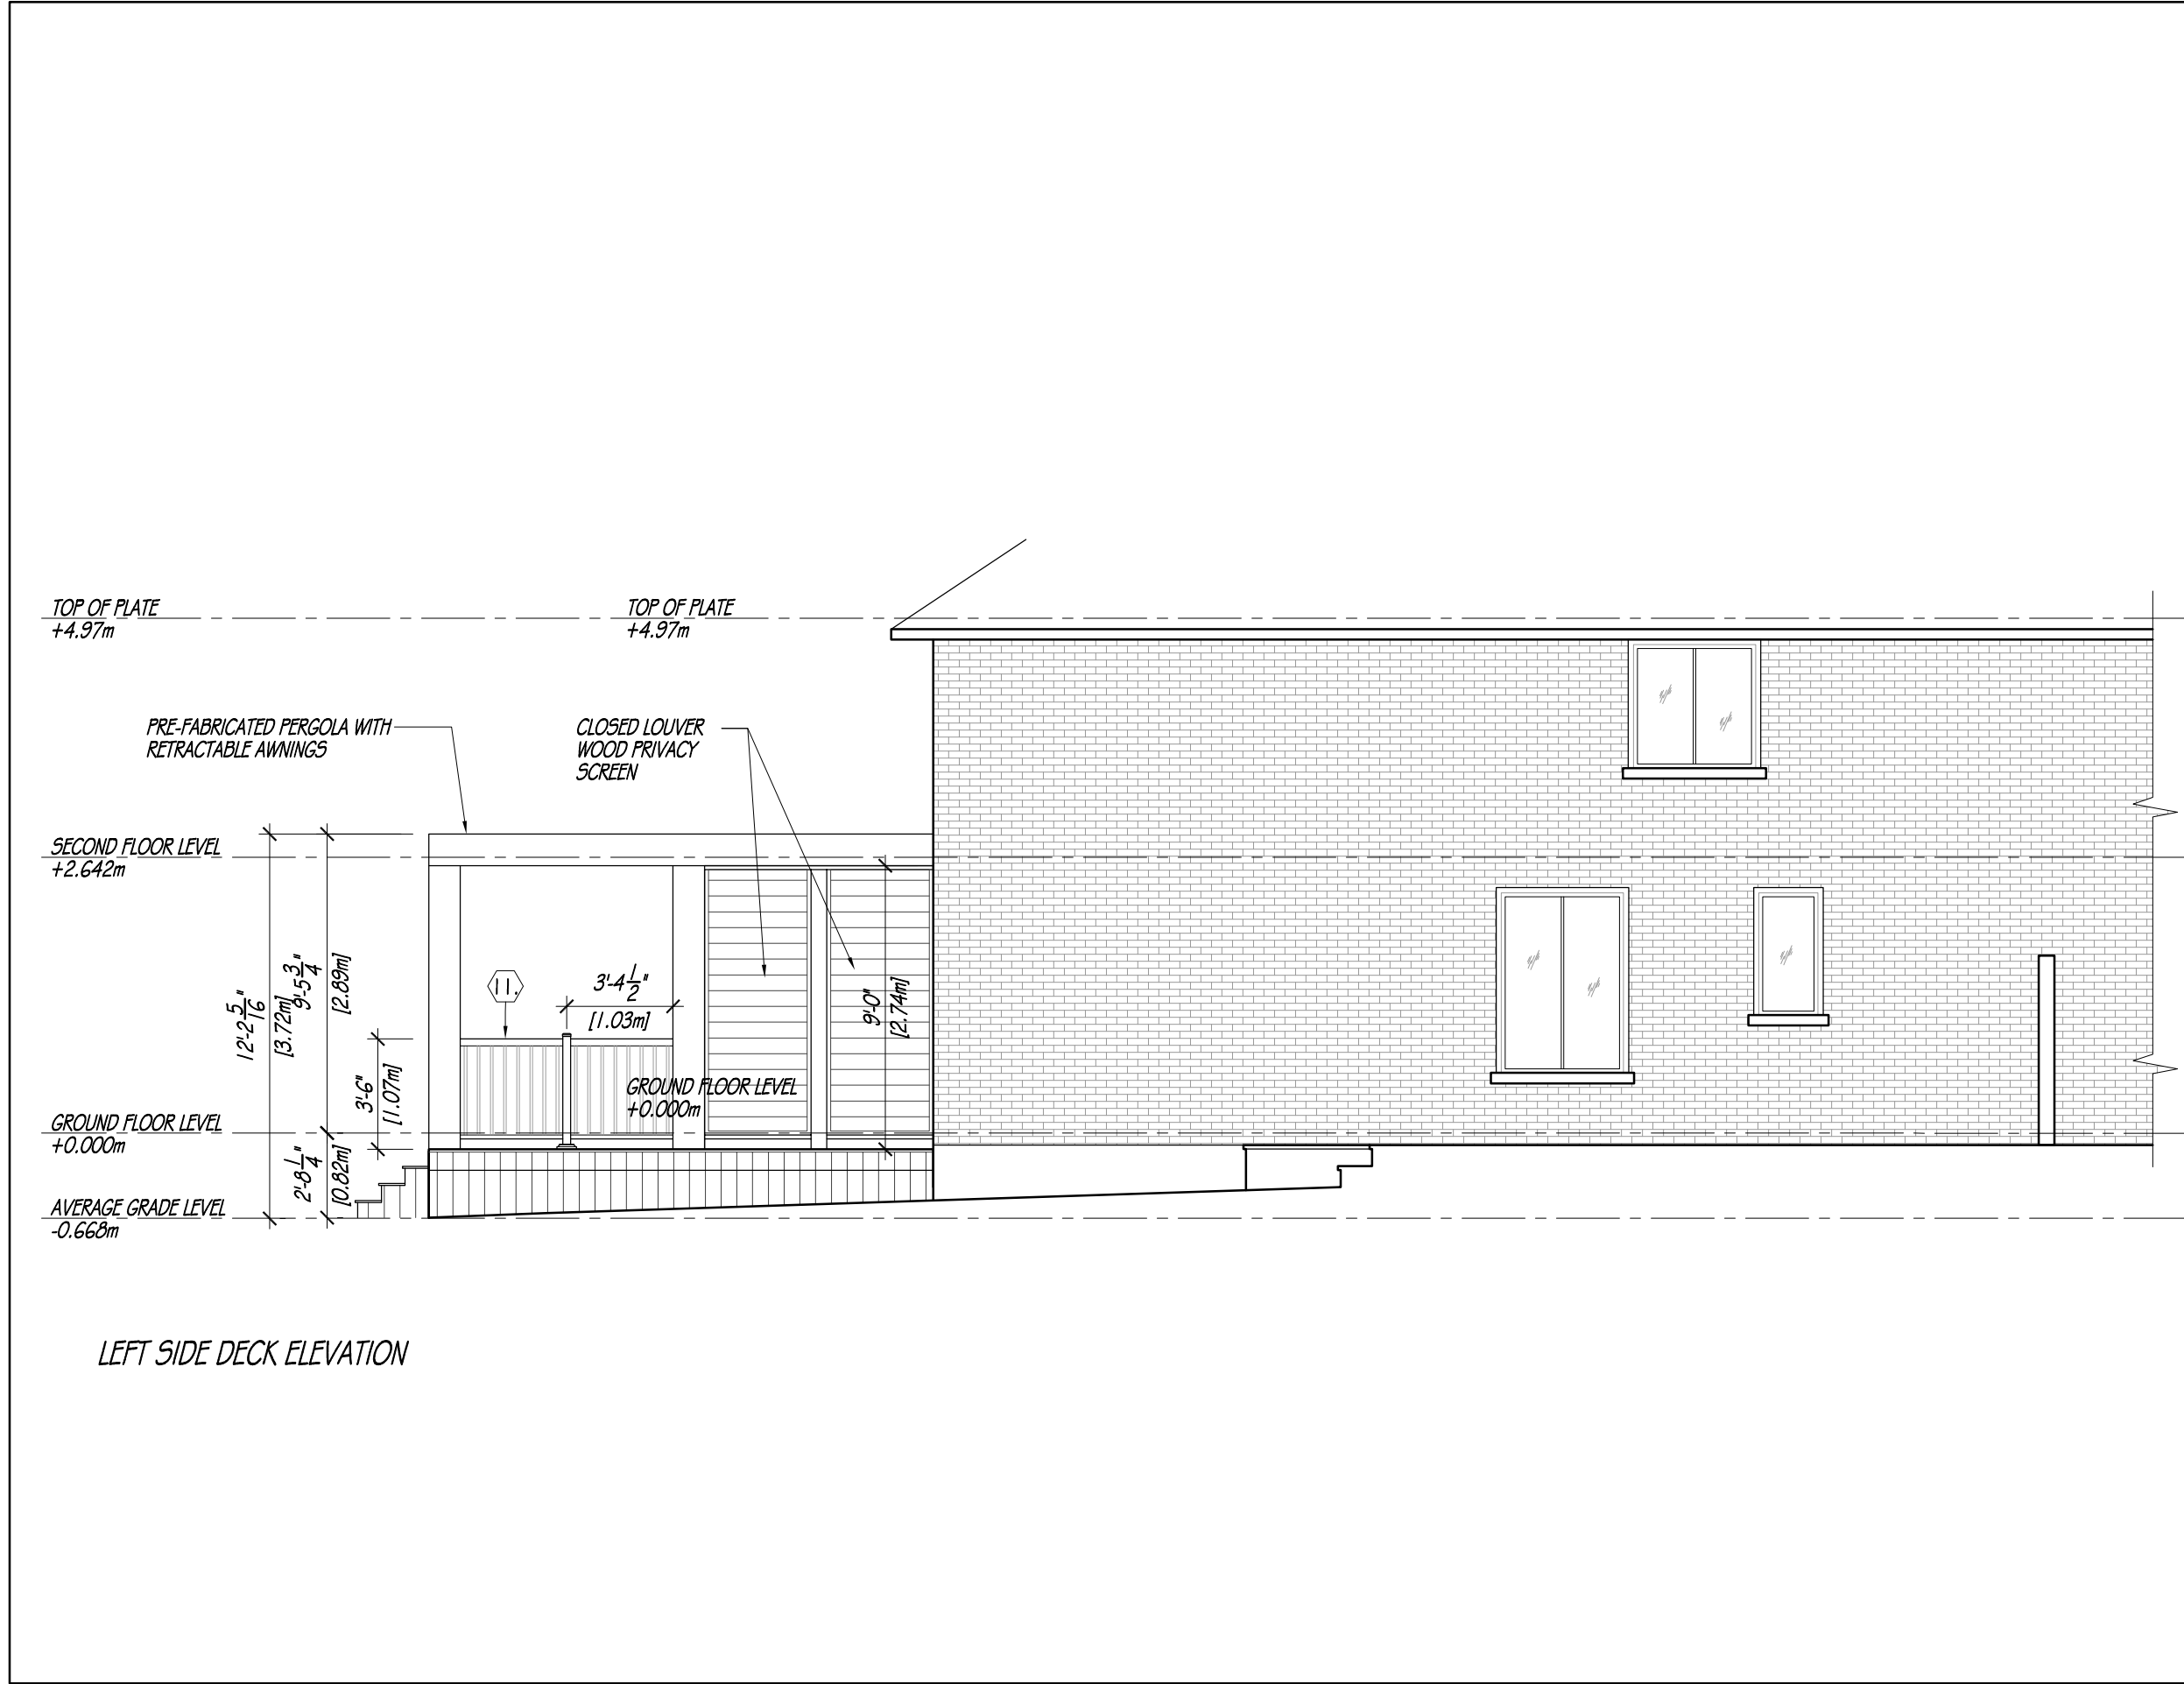 TOP OF PLATE
+4.97m
TOP OF PLATE
+4.97m
PRE-FABRICATED PERGOLA WITH
RETRACTABLE AWNINGS
CLOSED LOUVER
WOOD PRIVACY
SCREEN
SECOND FLOOR LEVEL
+2.642m
12'-2 5/16"
[3.72m]
9'-5 3/4"
[2.89m]
11.
3'-4 1/2"
[1.03m]
9'-0"
[2.74m]
3'-6"
[1.07m]
GROUND FLOOR LEVEL
+0.000m
GROUND FLOOR LEVEL
+0.000m
2'-8 1/4"
[0.82m]
AVERAGE GRADE LEVEL
-0.668m
LEFT SIDE DECK ELEVATION